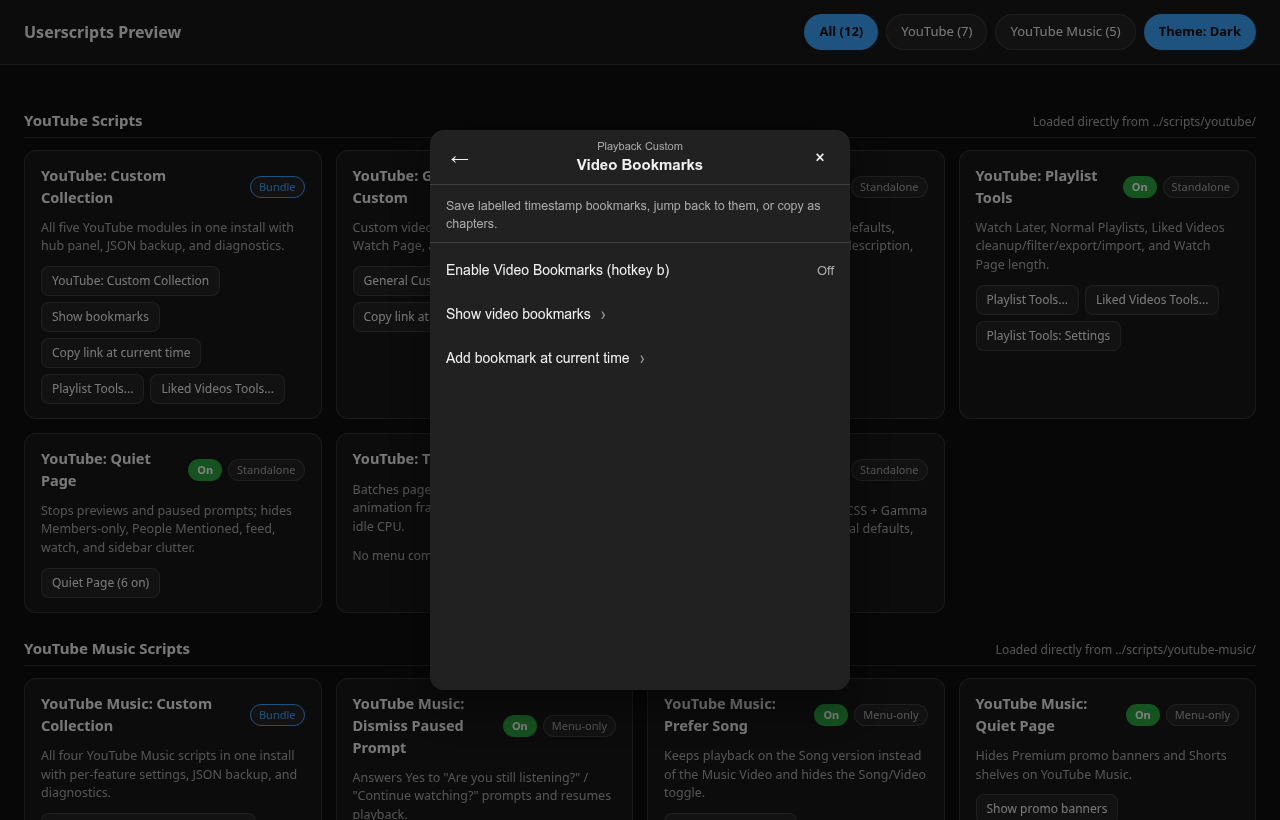 Userscripts Preview
All (12)
YouTube (7)
YouTube Music (5)
Theme: Dark
YouTube Scripts
Loaded directly from ../scripts/youtube/
YouTube: Custom
Collection
Bundle
All five YouTube modules in one install with
hub panel, JSON backup, and diagnostics.
YouTube: Custom Collection
Show bookmarks
Copy link at current time
Playlist Tools...
Liked Videos Tools...
YouTube: G
Custom
Custom vide
Watch Page,
General Cus
Copy link at
Playback Custom
←
Video Bookmarks
×
Save labelled timestamp bookmarks, jump back to them, or copy as
chapters.
Enable Video Bookmarks (hotkey b)
Off
Show video bookmarks ›
Add bookmark at current time ›
Standalone
efaults,
escription,
YouTube: Playlist
Tools
On
Standalone
Watch Later, Normal Playlists, Liked Videos
cleanup/filter/export/import, and Watch
Page length.
Playlist Tools...
Liked Videos Tools...
Playlist Tools: Settings
YouTube: Quiet
Page
On
Standalone
Stops previews and paused prompts; hides
Members-only, People Mentioned, feed,
watch, and sidebar clutter.
Quiet Page (6 on)
YouTube: T
Batches page
animation fra
idle CPU.
No menu com
Standalone
CSS + Gamma
al defaults,
YouTube Music Scripts
Loaded directly from ../scripts/youtube-music/
YouTube Music: Custom
Collection
Bundle
All four YouTube Music scripts in one install
with per-feature settings, JSON backup, and
diagnostics.
YouTube Music:
Dismiss Paused
Prompt
On
Menu-only
Answers Yes to "Are you still listening?" /
"Continue watching?" prompts and resumes
playback.
YouTube Music:
Prefer Song
On
Menu-only
Keeps playback on the Song version instead
of the Music Video and hides the Song/Video
toggle.
YouTube Music:
Quiet Page
On
Menu-only
Hides Premium promo banners and Shorts
shelves on YouTube Music.
Show promo banners